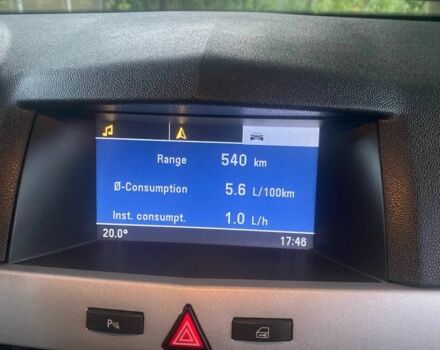 Range 540 km
Ø-Consumption 5.6 L/100km
Inst. consumpt. 1.0 L/h
20.0° 17:46
P